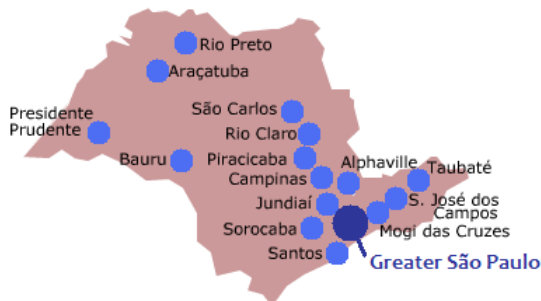 Rio Preto
Araçatuba
São Carlos
Presidente
Prudente
Rio Claro
Bauru
Piracicaba
Alphaville
Taubaté
Campinas
Jundiaí
S. José dos
Campos
Sorocaba
Mogi das Cruzes
Santos
Greater São Paulo